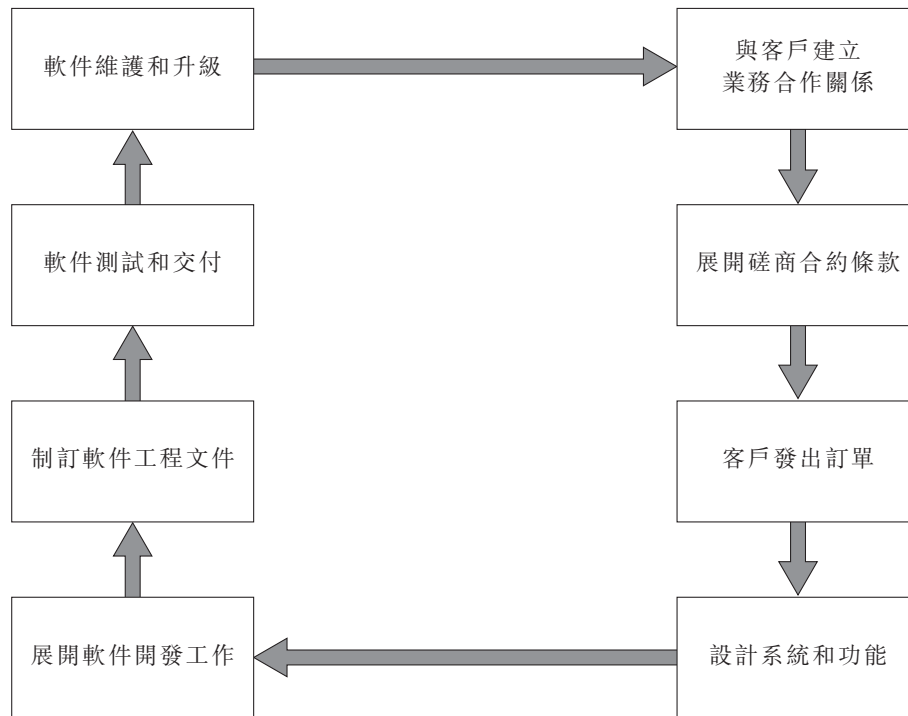 軟件維護和升級
與客戶建立
業務合作關係
軟件測試和交付
展開磋商合約條款
制訂軟件工程文件
客戶發出訂單
展開軟件開發工作
設計系統和功能